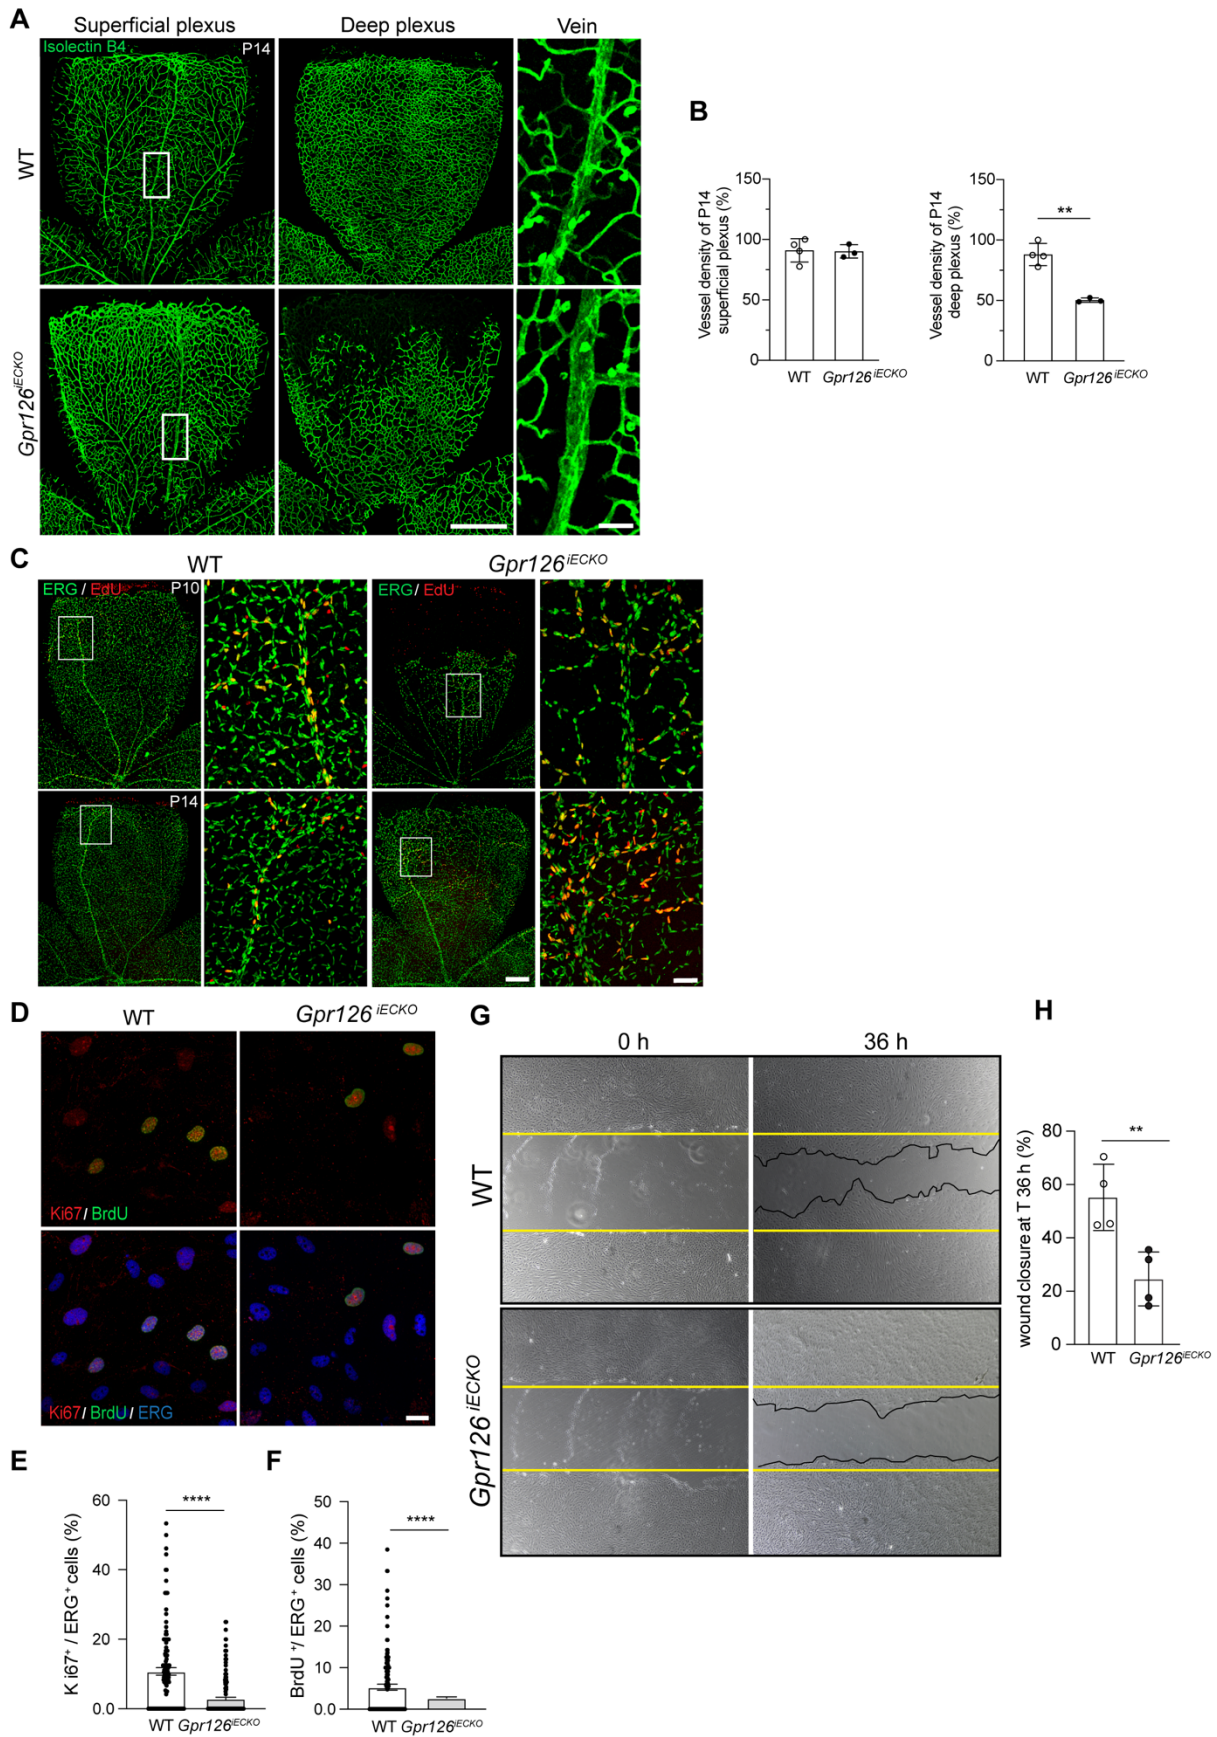 A
Superficial plexus
Deep plexus
Vein
Isolectin B4
P14
WT
Gpr126iECKO
B
Vessel density of P14
superficial plexus (%)
150
100
50
0
WT
Gpr126iECKO
Vessel density of P14
deep plexus (%)
150
100
50
0
**
WT
Gpr126iECKO
C
WT
Gpr126iECKO
ERG / EdU
P10
ERG / EdU
P14
D
WT
Gpr126iECKO
Ki67/ BrdU
Ki67/ BrdU/ ERG
E
Ki67+ / ERG+ cells (%)
60
40
20
0.0
****
WT Gpr126iECKO
F
BrdU+/ ERG+ cells (%)
50
40
30
20
10
0.0
****
WT Gpr126iECKO
G
0 h
36 h
WT
Gpr126iECKO
H
wound closure at T 36 h (%)
80
60
40
20
0
**
WT
Gpr126iECKO